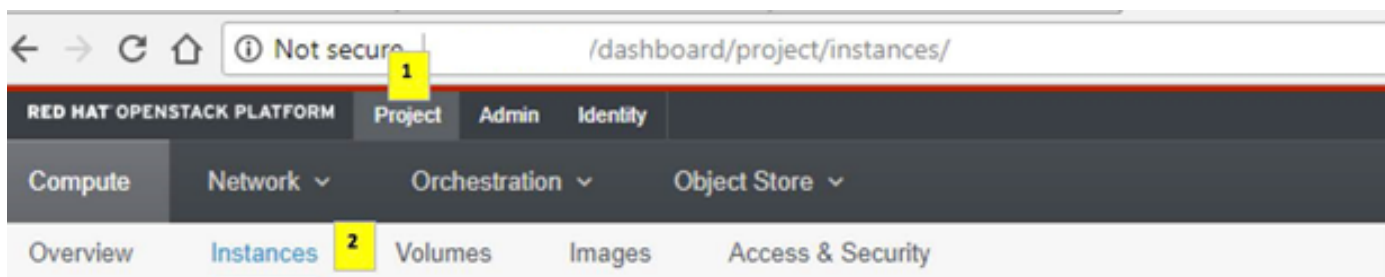 Not secure /dashboard/project/instances/
1
RED HAT OPENSTACK PLATFORM Project Admin Identity
Compute Network Orchestration Object Store
Overview Instances 2 Volumes Images Access & Security